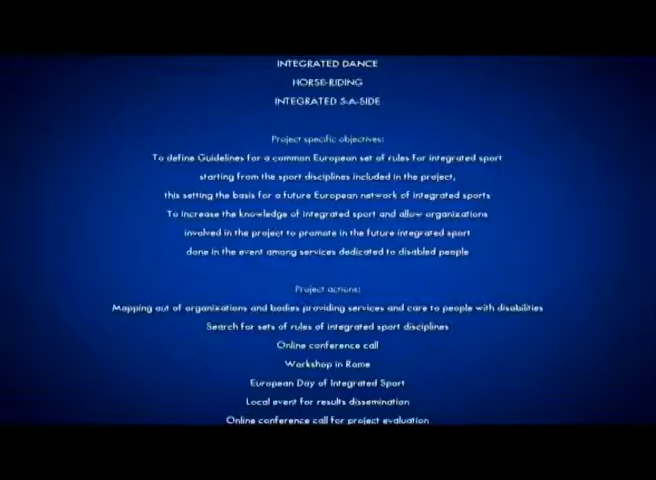 INTEGRATED DANCE
HORSE-RIDING
INTEGRATED 5-A-SIDE
Project specific objectives:
To define Guidelines for a common European set of rules for integrated sport
starting from the sport disciplines included in the project,
this setting the basis for a future European network of integrated sports
To increase the knowledge of integrated sport and allow organizations
involved in the project to promote in the future integrated sport
done in the event among services dedicated to disabled people
Project actions:
Mapping out of organizations and bodies providing services and care to people with disabilities
Search for sets of rules of integrated sport disciplines
Online conference call
Workshop in Rome
European Day of Integrated Sport
Local event for results dissemination
Online conference call for project evaluation